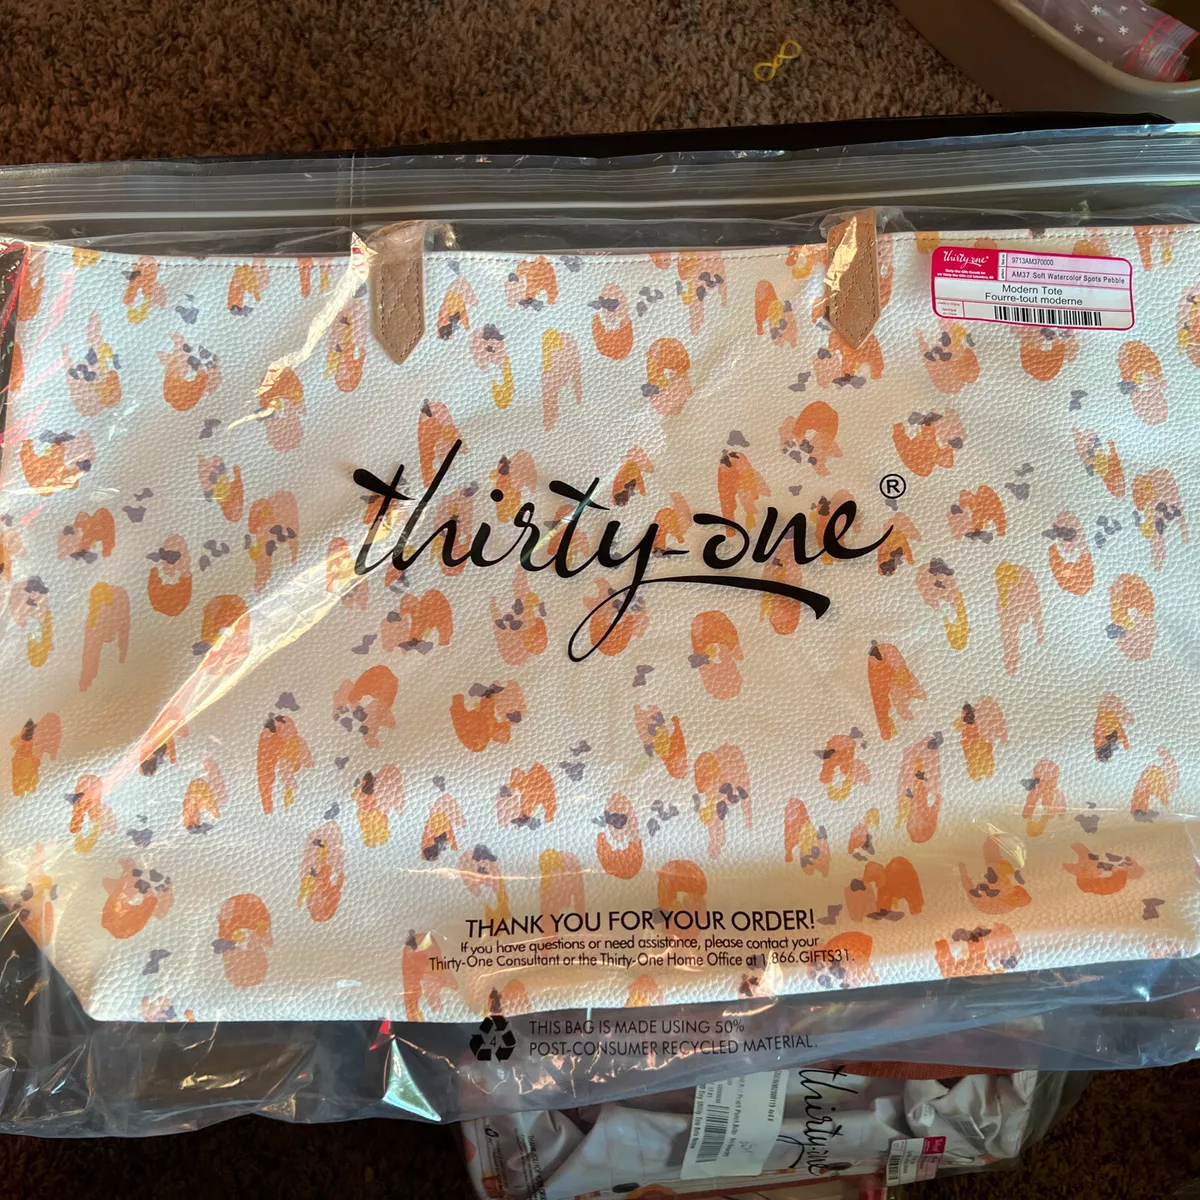 thirty-one
9713AM370000
AM37 Soft Watercolor Spots Pebble
Modern Tote
Fourre-tout moderne
thirty-one®
THANK YOU FOR YOUR ORDER!
If you have questions or need assistance, please contact your
Thirty-One Consultant or the Thirty-One Home Office at 1.866.GIFTS31.
4
THIS BAG IS MADE USING 50%
POST-CONSUMER RECYCLED MATERIAL.
thirty-one